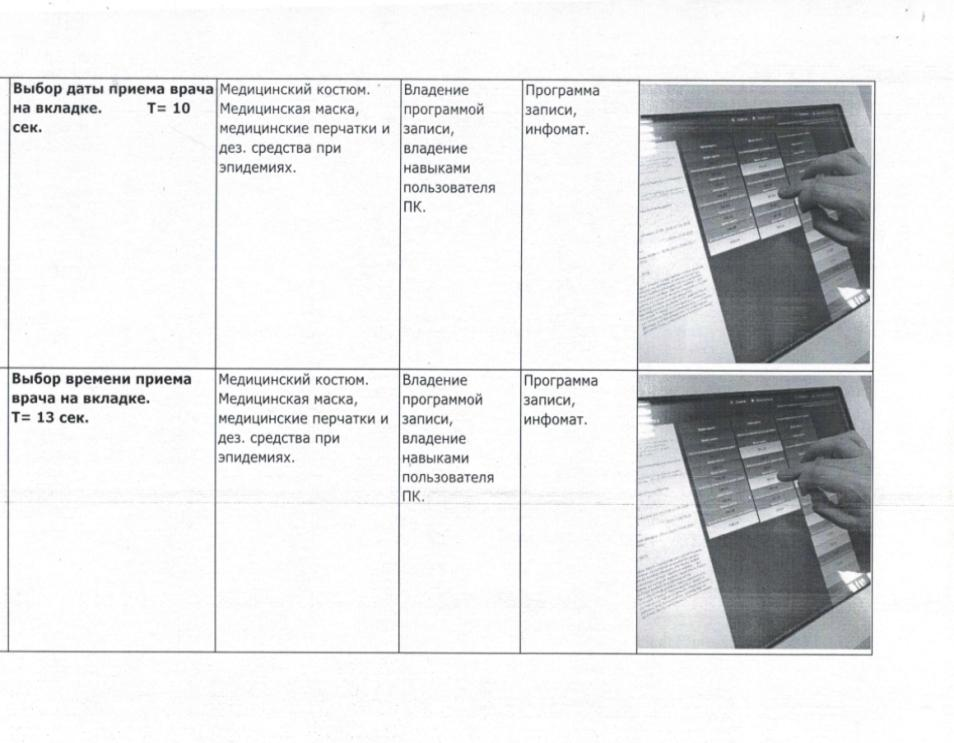 Выбор даты приема врача
на вкладке. Т= 10
сек.
Медицинский костюм.
Медицинская маска,
медицинские перчатки и
дез. средства при
эпидемиях.
Владение
программой
записи,
владение
навыками
пользователя
ПК.
Программа
записи,
инфомат.
Выбор времени приема
врача на вкладке.
Т= 13 сек.
Медицинский костюм.
Медицинская маска,
медицинские перчатки и
дез. средства при
эпидемиях.
Владение
программой
записи,
владение
навыками
пользователя
ПК.
Программа
записи,
инфомат.